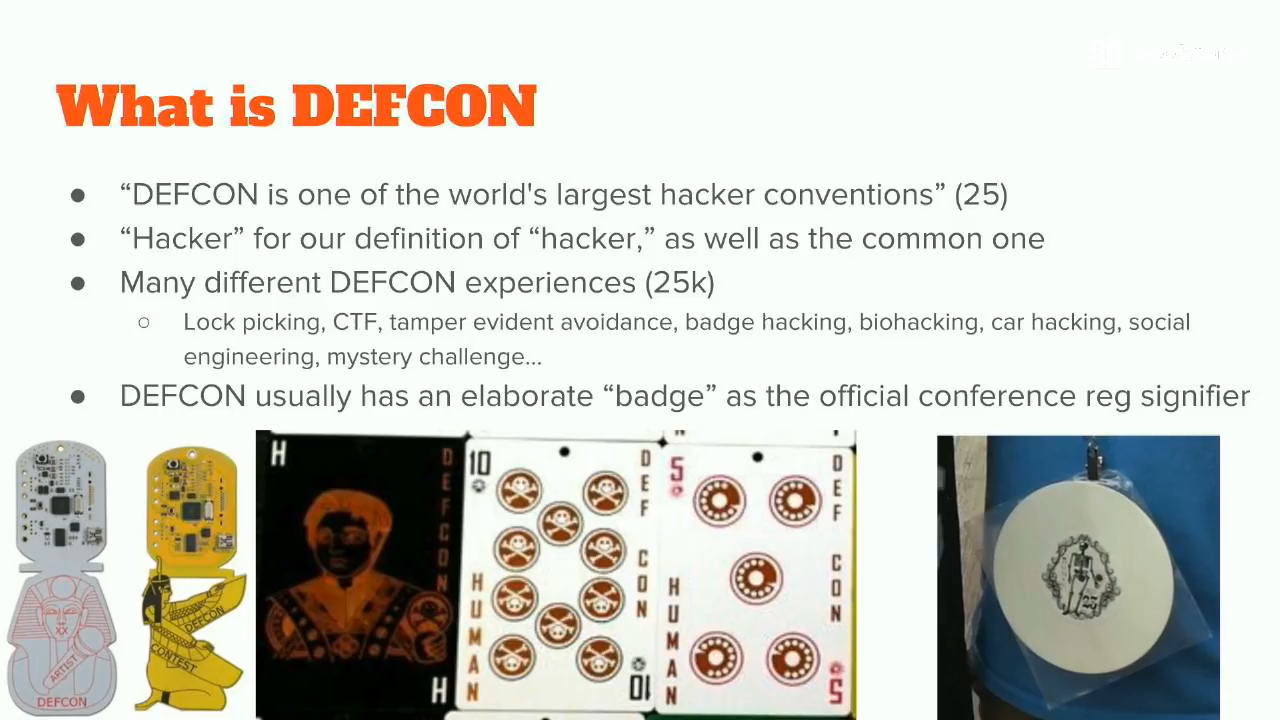 What is DEFCON
● “DEFCON is one of the world's largest hacker conventions” (25)
● “Hacker” for our definition of “hacker,” as well as the common one
● Many different DEFCON experiences (25k)
○ Lock picking, CTF, tamper evident avoidance, badge hacking, biohacking, car hacking, social
engineering, mystery challenge...
● DEFCON usually has an elaborate “badge” as the official conference reg signifier
ARTIST
DEFCON
DEFCON
CONTEST
H
DEFCON
H
10
DEF CON
HUMAN
10
5
DEF CON
HUMAN
5
23